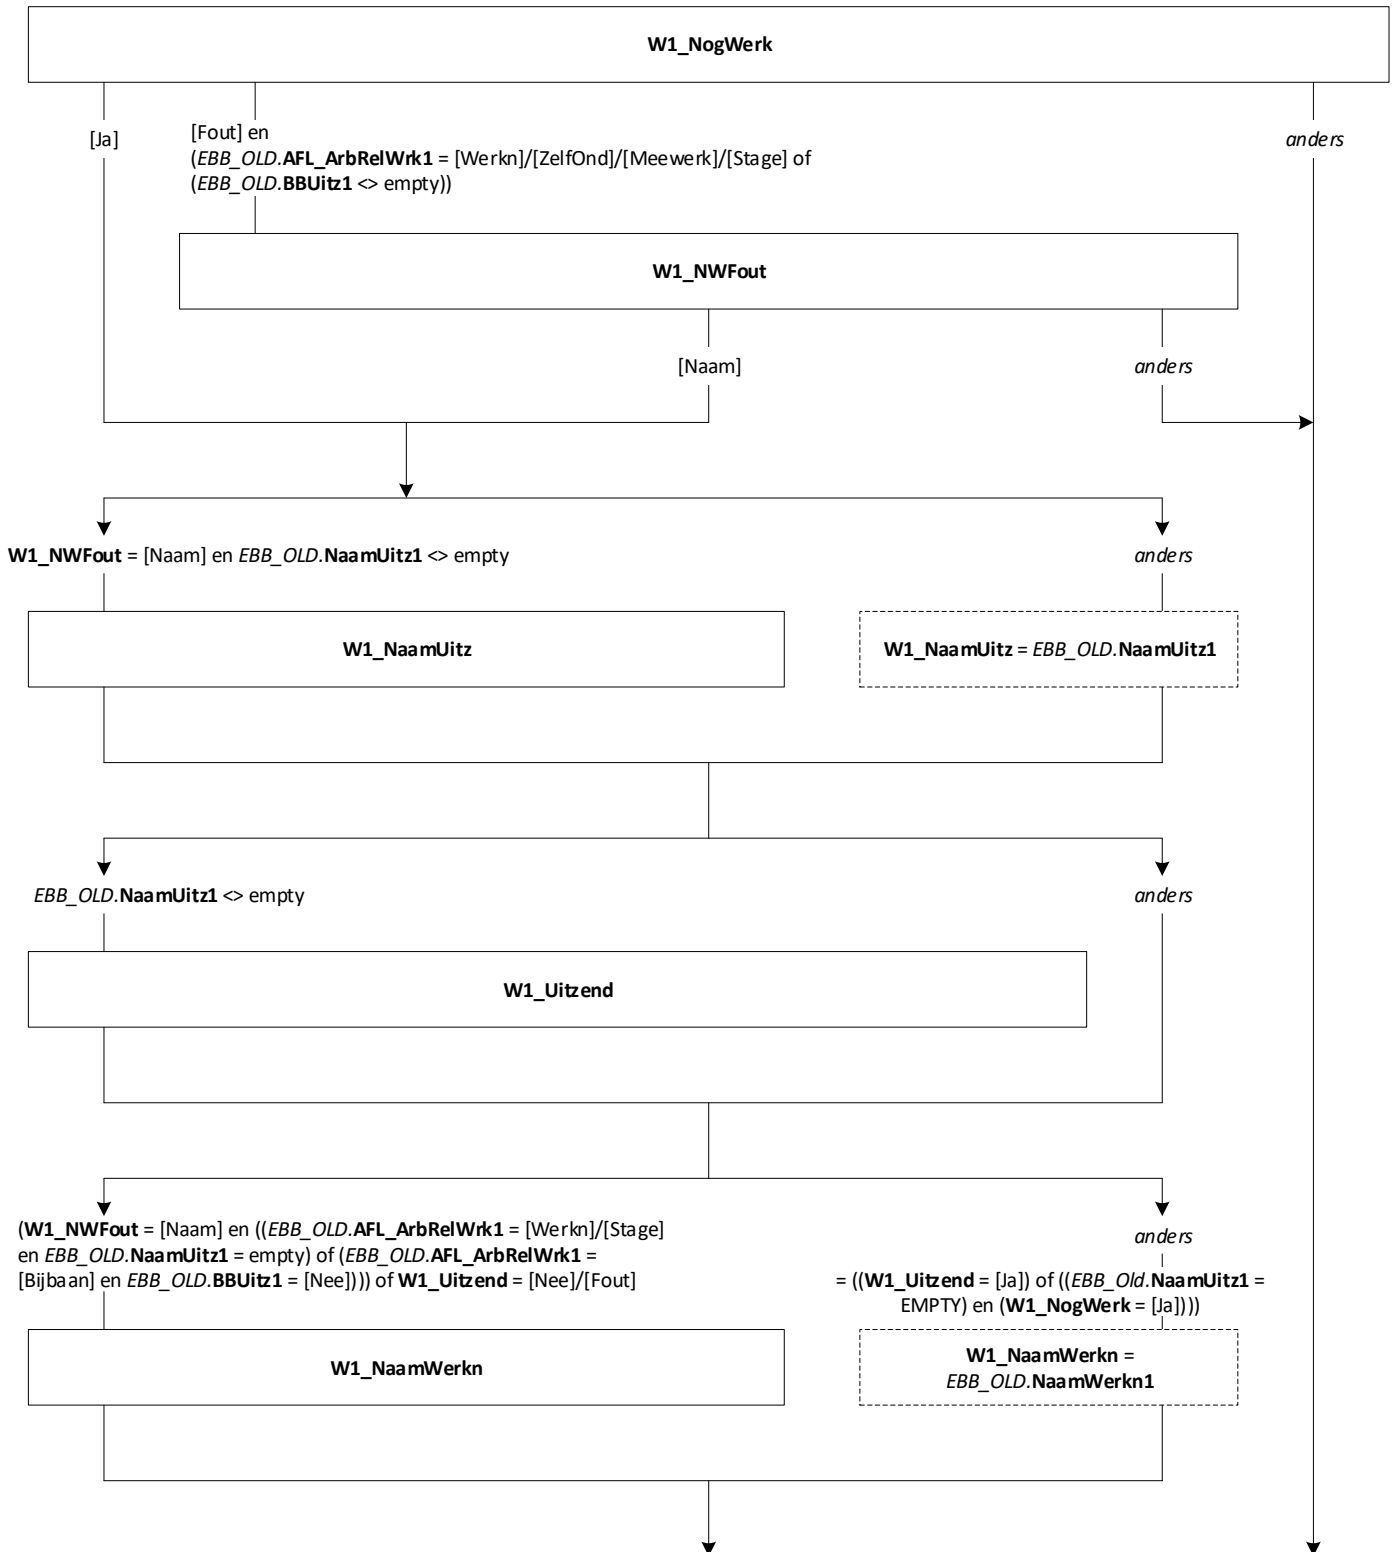 W1_NogWerk
[Ja]
[Fout] en
(EBB_OLD.AFL_ArbRelWrk1 = [Werkn]/[ZelfOnd]/[Meewerk]/[Stage] of
(EBB_OLD.BBUitz1 <> empty))
anders
W1_NWFout
[Naam]
anders
W1_NWFout = [Naam] en EBB_OLD.NaamUitz1 <> empty
anders
W1_NaamUitz
W1_NaamUitz = EBB_OLD.NaamUitz1
EBB_OLD.NaamUitz1 <> empty
anders
W1_Uitzend
(W1_NWFout = [Naam] en ((EBB_OLD.AFL_ArbRelWrk1 = [Werkn]/[Stage]
en EBB_OLD.NaamUitz1 = empty) of (EBB_OLD.AFL_ArbRelWrk1 =
[Bijbaan] en EBB_OLD.BBUitz1 = [Nee]))) of W1_Uitzend = [Nee]/[Fout]
anders
= ((W1_Uitzend = [Ja]) of ((EBB_Old.NaamUitz1 =
EMPTY) en (W1_NogWerk = [Ja])))
W1_NaamWerkn
W1_NaamWerkn =
EBB_OLD.NaamWerkn1